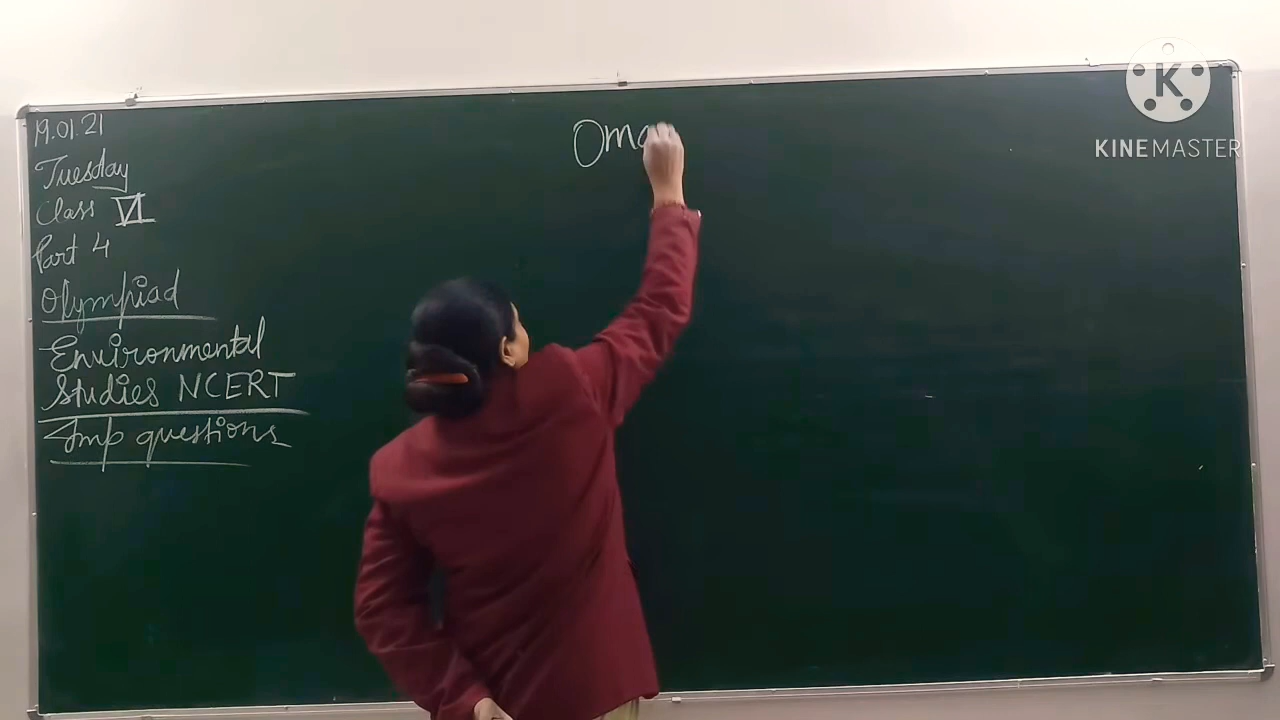 19.01.21
Tuesday
Class VI
Part 4
Olympiad
Environmental
Studies NCERT
Imp questions
Oma
K
KINEMASTER